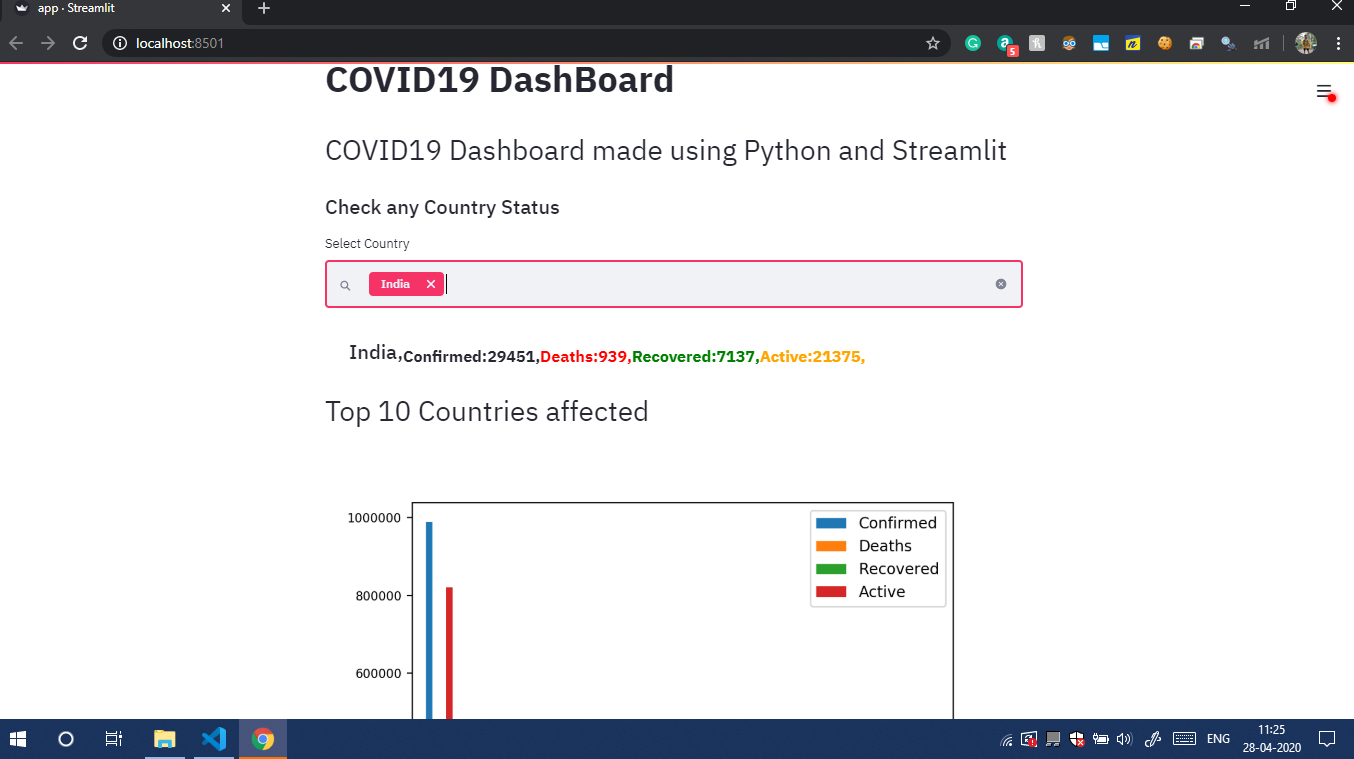 app · Streamlit
localhost:8501
5
COVID19 DashBoard
COVID19 Dashboard made using Python and Streamlit
Check any Country Status
Select Country
India
India,Confirmed:29451,Deaths:939,Recovered:7137,Active:21375,
Top 10 Countries affected
1000000
800000
600000
Confirmed
Deaths
Recovered
Active
ENG
11:25
28-04-2020